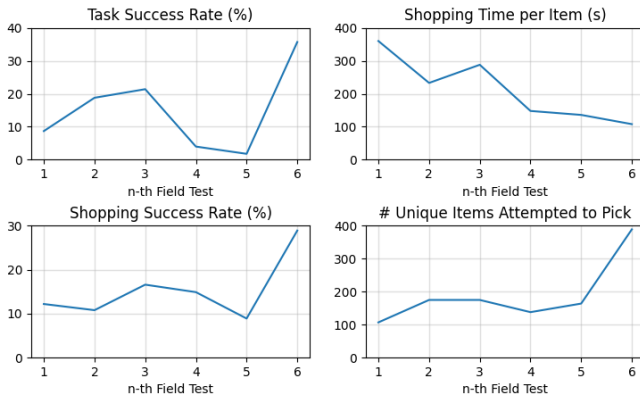 Task Success Rate (%)
40
30
20
10
0
1 2 3 4 5 6
n-th Field Test
Shopping Time per Item (s)
400
300
200
100
0
1 2 3 4 5 6
n-th Field Test
Shopping Success Rate (%)
30
20
10
0
1 2 3 4 5 6
n-th Field Test
# Unique Items Attempted to Pick
400
300
200
100
0
1 2 3 4 5 6
n-th Field Test